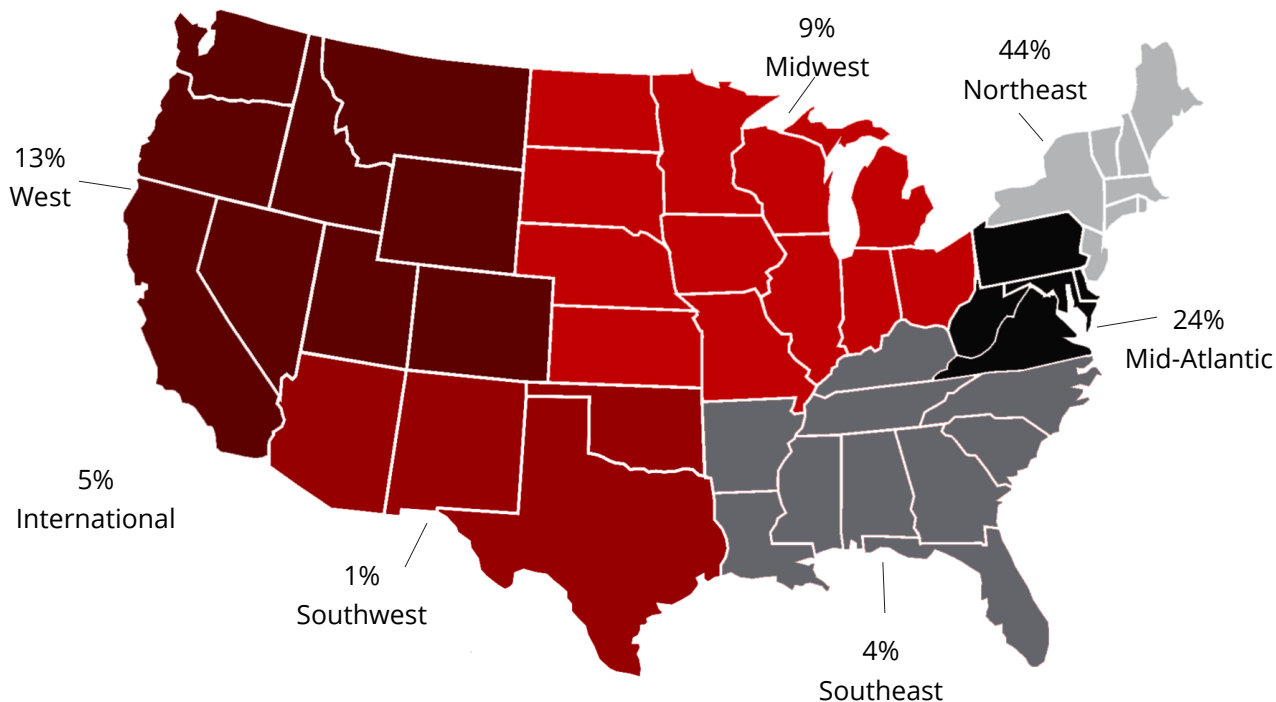 9%
Midwest
44%
Northeast
13%
West
24%
Mid-Atlantic
5%
International
1%
Southwest
4%
Southeast